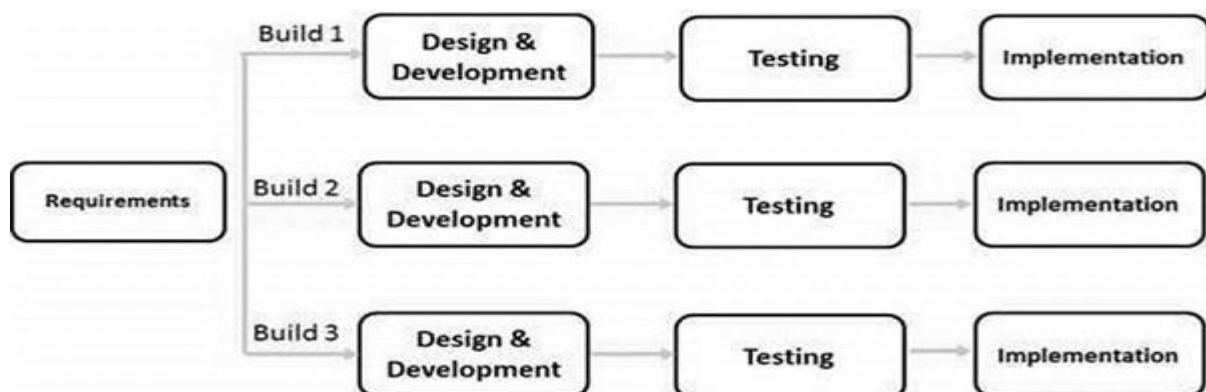 Build 1
Design &
Development
Testing
Implementation
Requirements
Build 2
Design &
Development
Testing
Implementation
Build 3
Design &
Development
Testing
Implementation